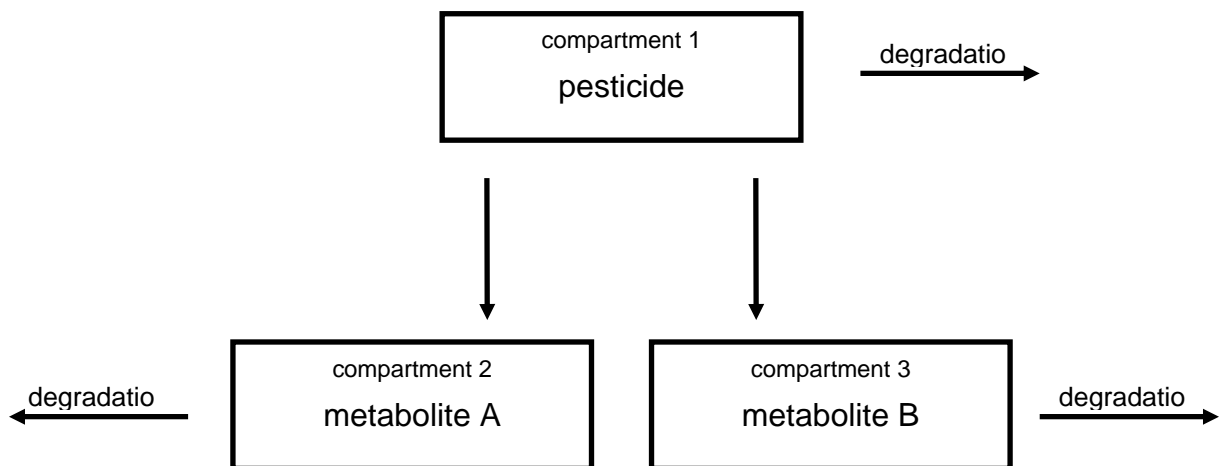 compartment 1
pesticide
degradatio
compartment 2
metabolite A
compartment 3
metabolite B
degradatio
degradatio